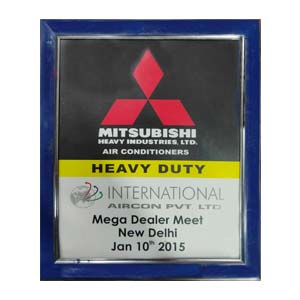 MITSUBISHI
HEAVY INDUSTRIES, LTD.
AIR CONDITIONERS
HEAVY DUTY
INTERNATIONAL
AIRCON PVT. LTD
Mega Dealer Meet
New Delhi
Jan 10th 2015